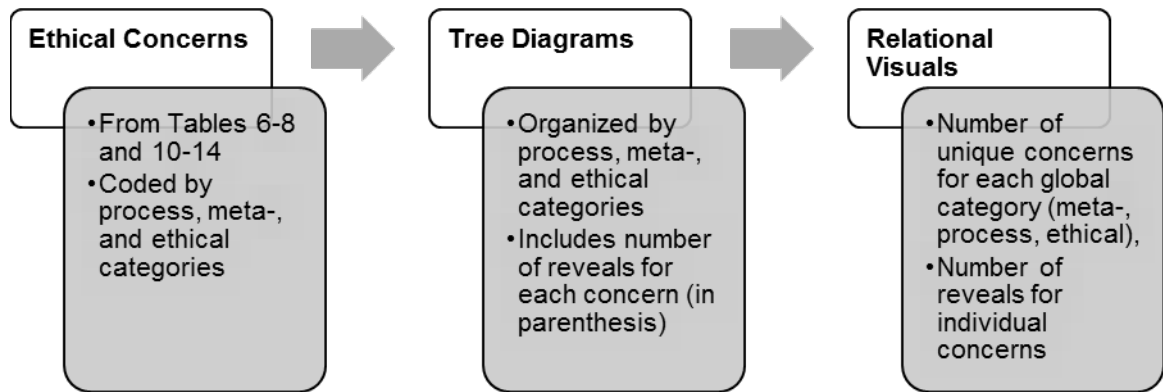 Ethical Concerns
•From Tables 6-8
and 10-14
•Coded by
process, meta-,
and ethical
categories
Tree Diagrams
•Organized by
process, meta-,
and ethical
categories
•Includes number
of reveals for
each concern (in
parenthesis)
Relational
Visuals
•Number of
unique concerns
for each global
category (meta-,
process, ethical),
•Number of
reveals for
individual
concerns